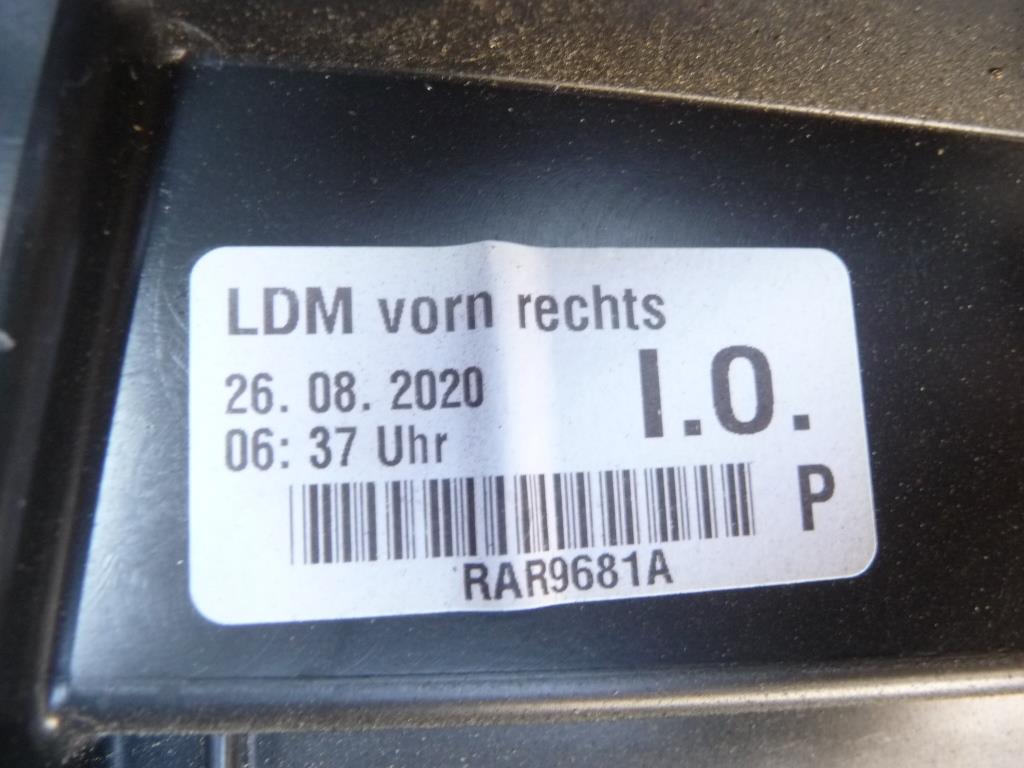 LDM vorn rechts
26. 08. 2020
06: 37 Uhr
I.O.
P
RAR9681A